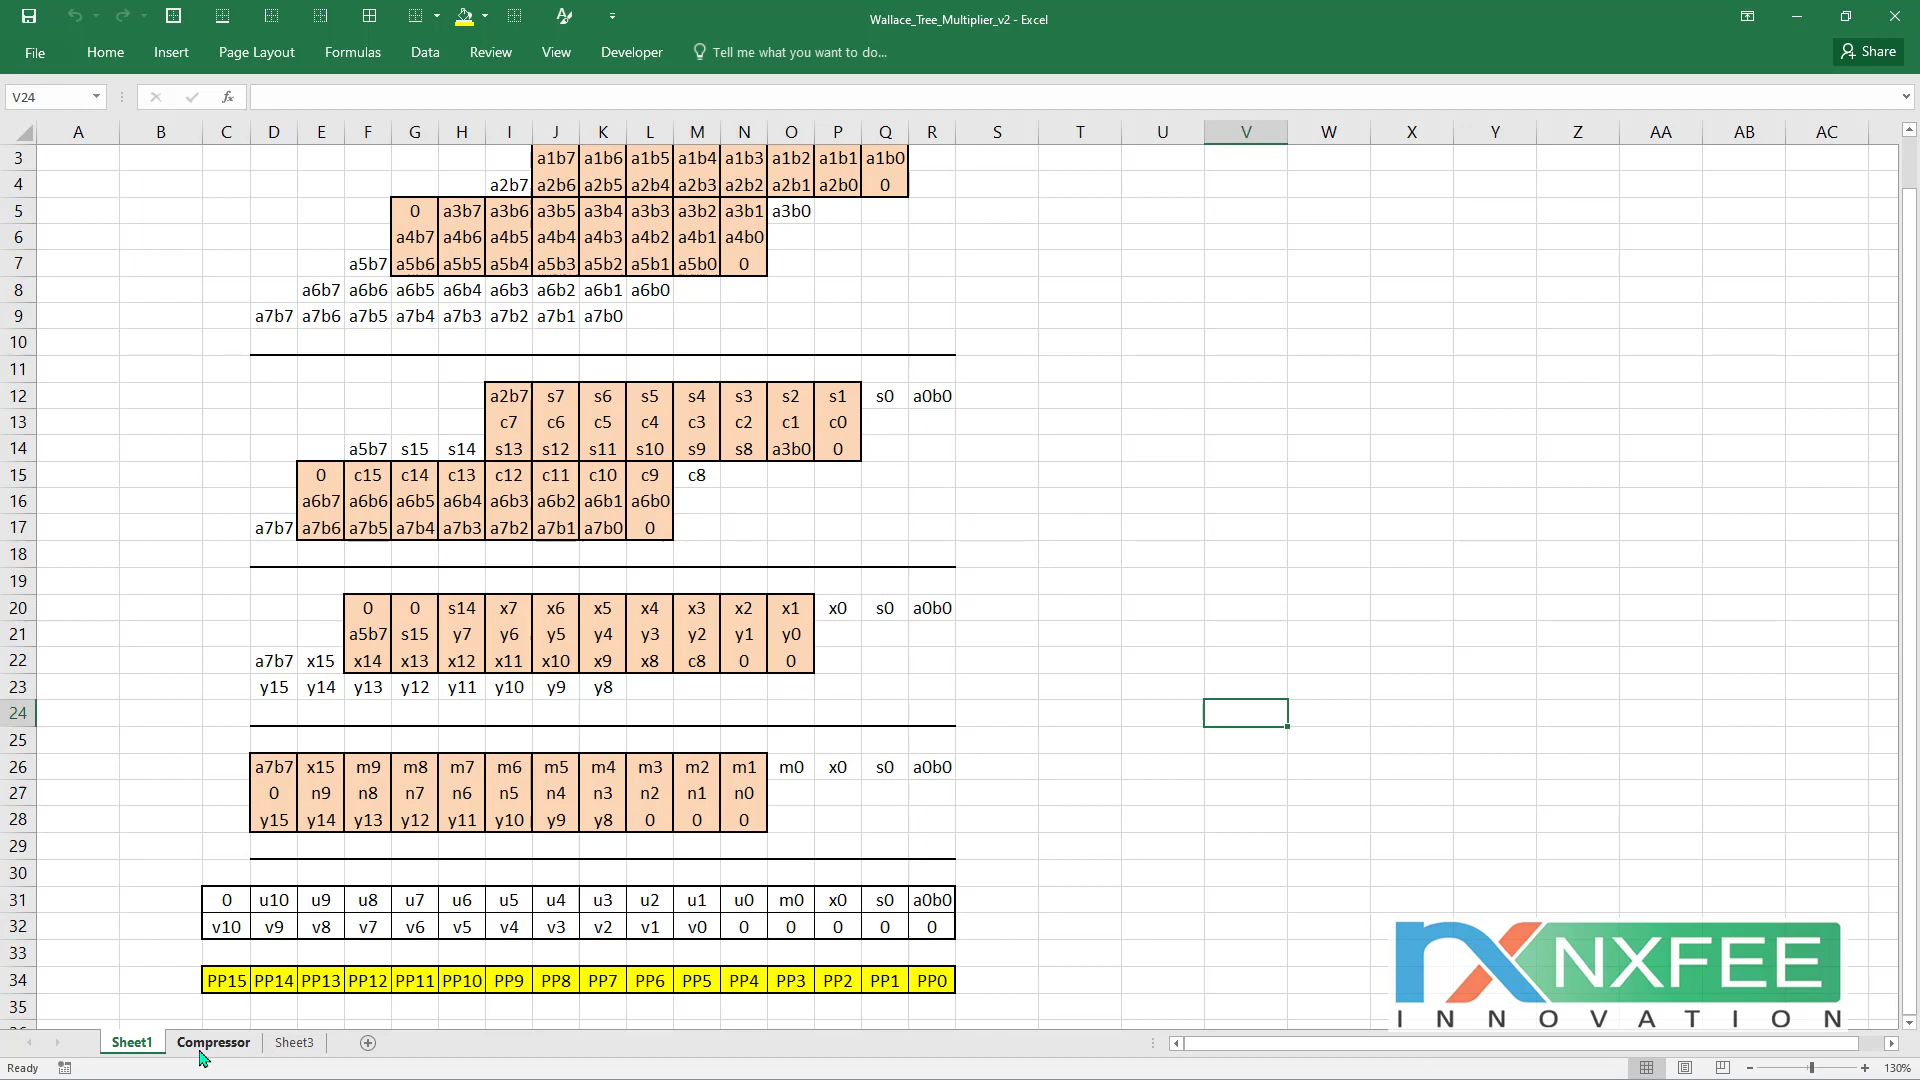 Wallace_Tree_Multiplier_v2 - Excel
File Home Insert Page Layout Formulas Data Review View Developer Tell me what you want to do... Share
V24 fx
A B C D E F G H I J K L M N O P Q R S T U V W X Y Z AA AB AC
3 a1b7 a1b6 a1b5 a1b4 a1b3 a1b2 a1b1 a1b0
4 a2b7 a2b6 a2b5 a2b4 a2b3 a2b2 a2b1 a2b0 0
5 0 a3b7 a3b6 a3b5 a3b4 a3b3 a3b2 a3b1 a3b0
6 a4b7 a4b6 a4b5 a4b4 a4b3 a4b2 a4b1 a4b0
7 a5b7 a5b6 a5b5 a5b4 a5b3 a5b2 a5b1 a5b0 0
8 a6b7 a6b6 a6b5 a6b4 a6b3 a6b2 a6b1 a6b0
9 a7b7 a7b6 a7b5 a7b4 a7b3 a7b2 a7b1 a7b0
10
11
12 a2b7 s7 s6 s5 s4 s3 s2 s1 s0 a0b0
13 c7 c6 c5 c4 c3 c2 c1 c0
14 a5b7 s15 s14 s13 s12 s11 s10 s9 s8 a3b0 0
15 0 c15 c14 c13 c12 c11 c10 c9 c8
16 a6b7 a6b6 a6b5 a6b4 a6b3 a6b2 a6b1 a6b0
17 a7b7 a7b6 a7b5 a7b4 a7b3 a7b2 a7b1 a7b0 0
18
19
20 0 0 s14 x7 x6 x5 x4 x3 x2 x1 x0 s0 a0b0
21 a5b7 s15 y7 y6 y5 y4 y3 y2 y1 y0
22 a7b7 x15 x14 x13 x12 x11 x10 x9 x8 c8 0 0
23 y15 y14 y13 y12 y11 y10 y9 y8
24
25
26 a7b7 x15 m9 m8 m7 m6 m5 m4 m3 m2 m1 m0 x0 s0 a0b0
27 0 n9 n8 n7 n6 n5 n4 n3 n2 n1 n0
28 y15 y14 y13 y12 y11 y10 y9 y8 0 0 0
29
30
31 0 u10 u9 u8 u7 u6 u5 u4 u3 u2 u1 u0 m0 x0 s0 a0b0
32 v10 v9 v8 v7 v6 v5 v4 v3 v2 v1 v0 0 0 0 0 0
33
34 PP15 PP14 PP13 PP12 PP11 PP10 PP9 PP8 PP7 PP6 PP5 PP4 PP3 PP2 PP1 PP0
35
NXFEE
INNOVATION
Sheet1 Compressor Sheet3
Ready 130%